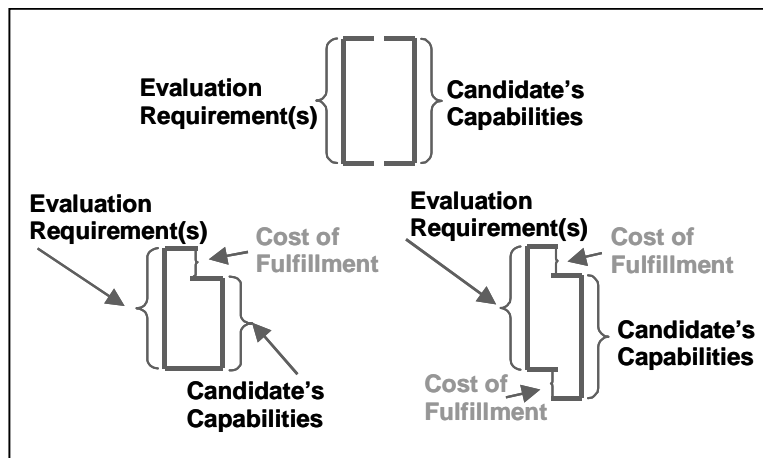 Evaluation
Requirement(s)
Candidate's
Capabilities
Evaluation
Requirement(s)
Cost of
Fulfillment
Candidate's
Capabilities
Evaluation
Requirement(s)
Cost of
Fulfillment
Candidate's
Capabilities
Cost of
Fulfillment